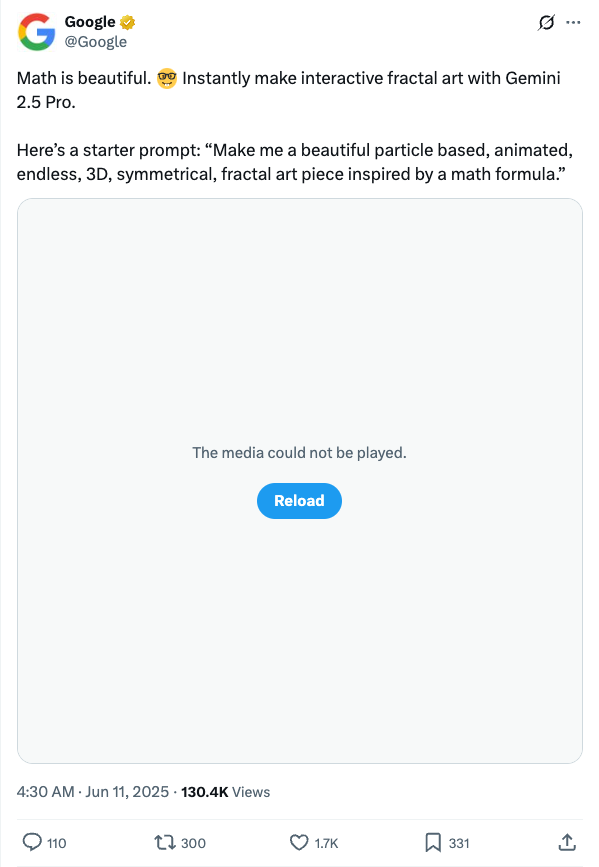 Google
@Google
Math is beautiful. 🤓 Instantly make interactive fractal art with Gemini
2.5 Pro.
Here’s a starter prompt: “Make me a beautiful particle based, animated,
endless, 3D, symmetrical, fractal art piece inspired by a math formula.”
The media could not be played.
Reload
4:30 AM · Jun 11, 2025 · 130.4K Views
110 300 1.7K 331